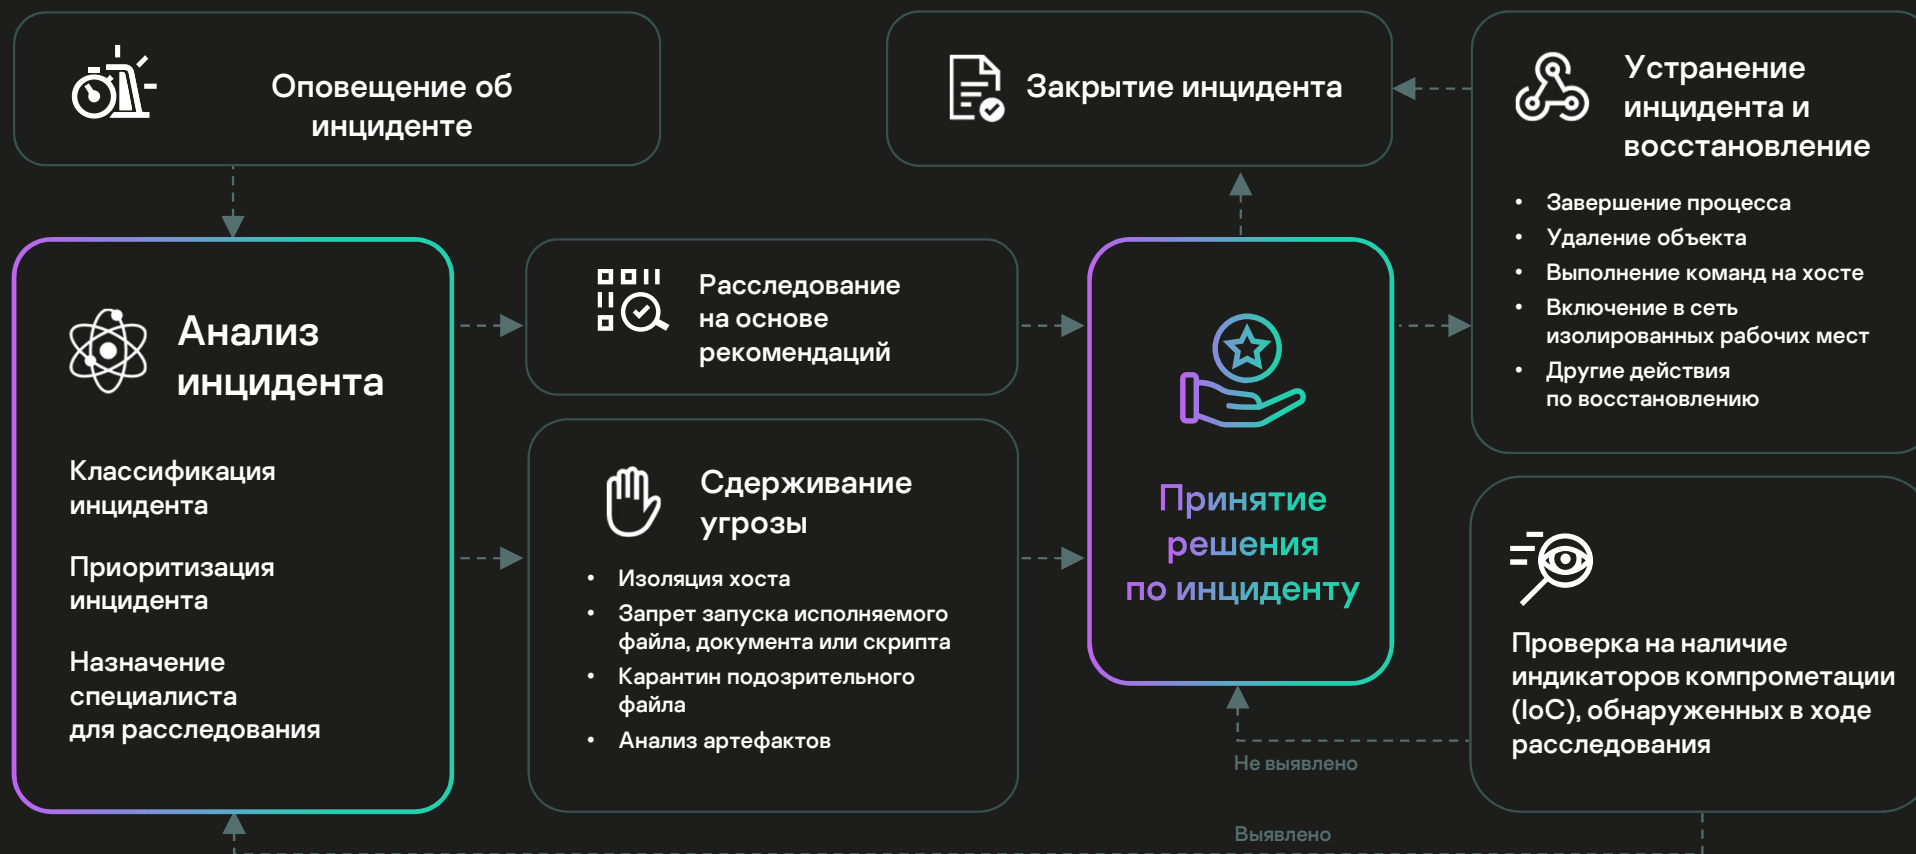 Оповещение об
инциденте
Закрытие инцидента
Устранение
инцидента и
восстановление
• Завершение процесса
• Удаление объекта
• Выполнение команд на хосте
• Включение в сеть
изолированных рабочих мест
• Другие действия
по восстановлению
Анализ
инцидента
Классификация
инцидента
Приоритизация
инцидента
Назначение
специалиста
для расследования
Расследование
на основе
рекомендаций
Сдерживание
угрозы
• Изоляция хоста
• Запрет запуска исполняемого
файла, документа или скрипта
• Карантин подозрительного
файла
• Анализ артефактов
Принятие
решения
по инциденту
Проверка на наличие
индикаторов компрометации
(IoC), обнаруженных в ходе
расследования
Не выявлено
Выявлено